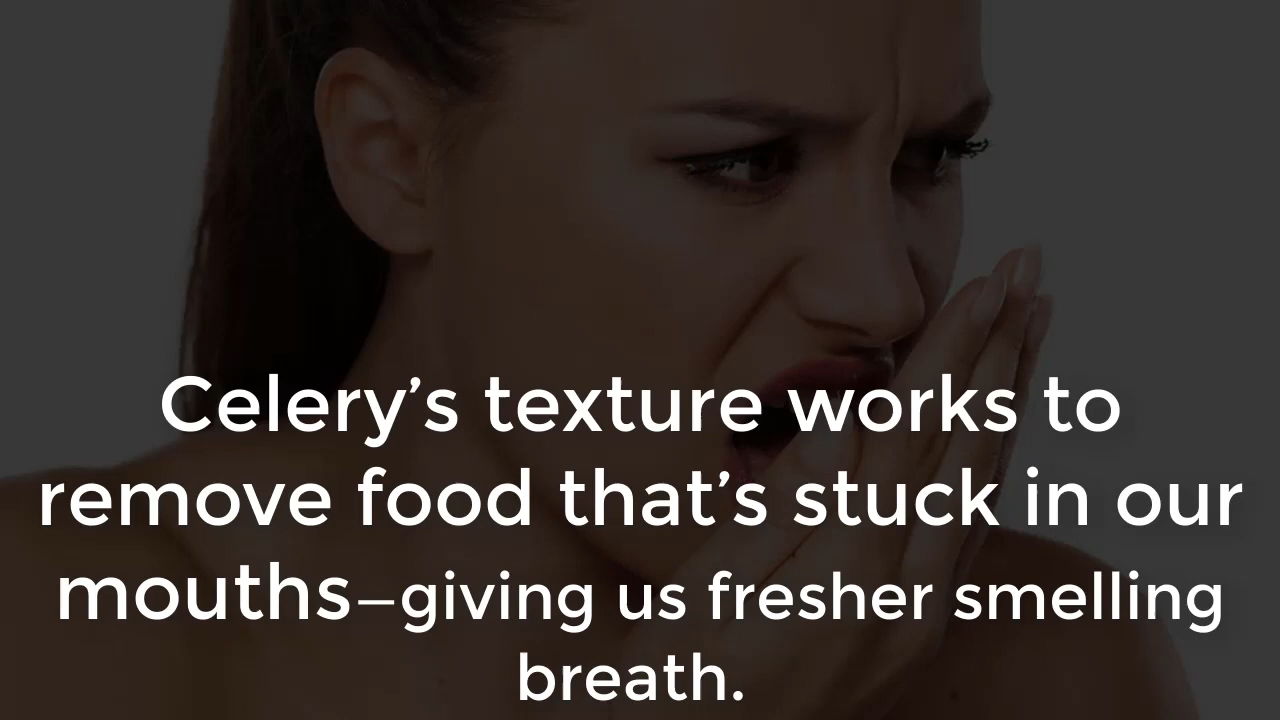 Celery’s texture works to
remove food that’s stuck in our
mouths—giving us fresher smelling
breath.